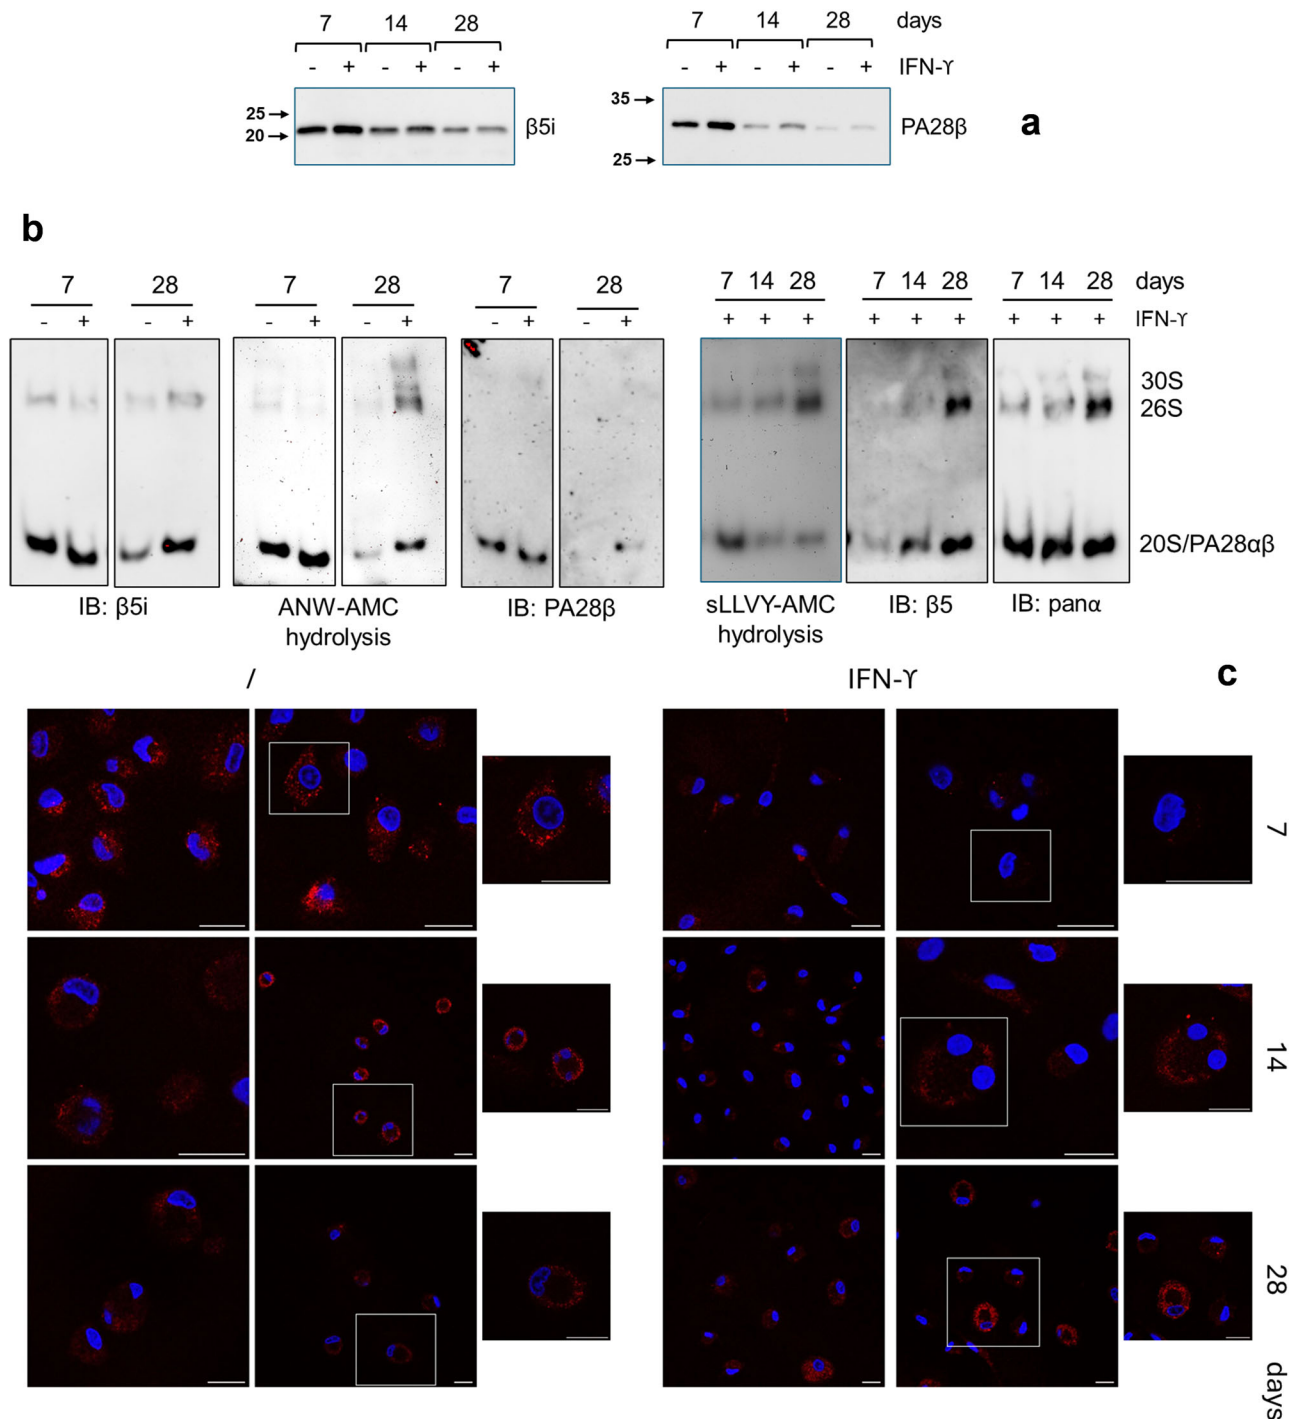 7 14 28 7 14 28 days
- + - + - + - + - + - + IFN-ϒ
25 20 β5i 35 25 PA28β a
b
7 28 7 28 7 28 7 14 28 7 14 28 7 14 28 days
- + - + - + - + - + - + + + + + + + + + + IFN-ϒ
30S
26S
20S/PA28αβ
IB: β5i ANW-AMC hydrolysis IB: PA28β sLLVY-AMC hydrolysis IB: β5 IB: panα
/ IFN-ϒ c
7
14
28
days